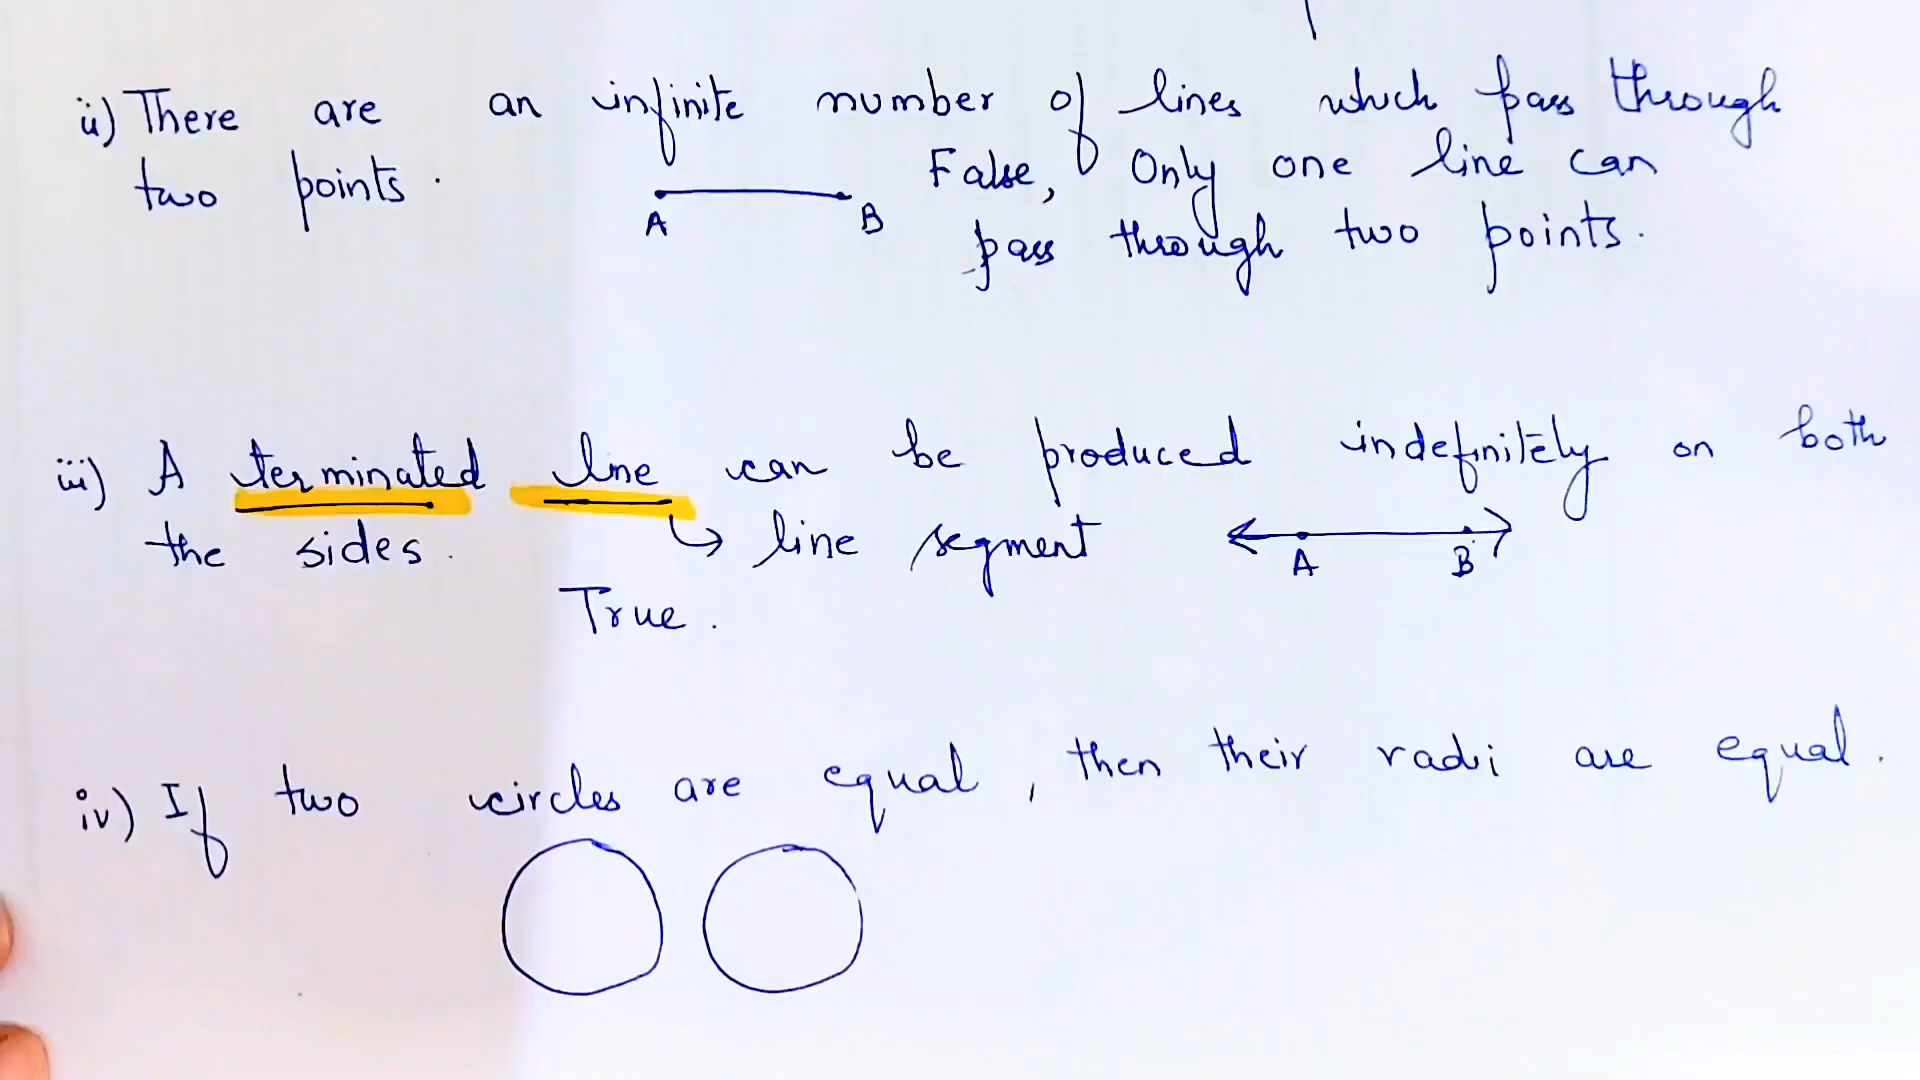 ii) There are an infinite number of lines which pass through
two points.
A B
False, Only one line can
pass through two points.
iii) A terminated line can be produced indefinitely on both
the sides.
↳ line segment
A B
True.
iv) If two circles are equal, then their radii are equal.